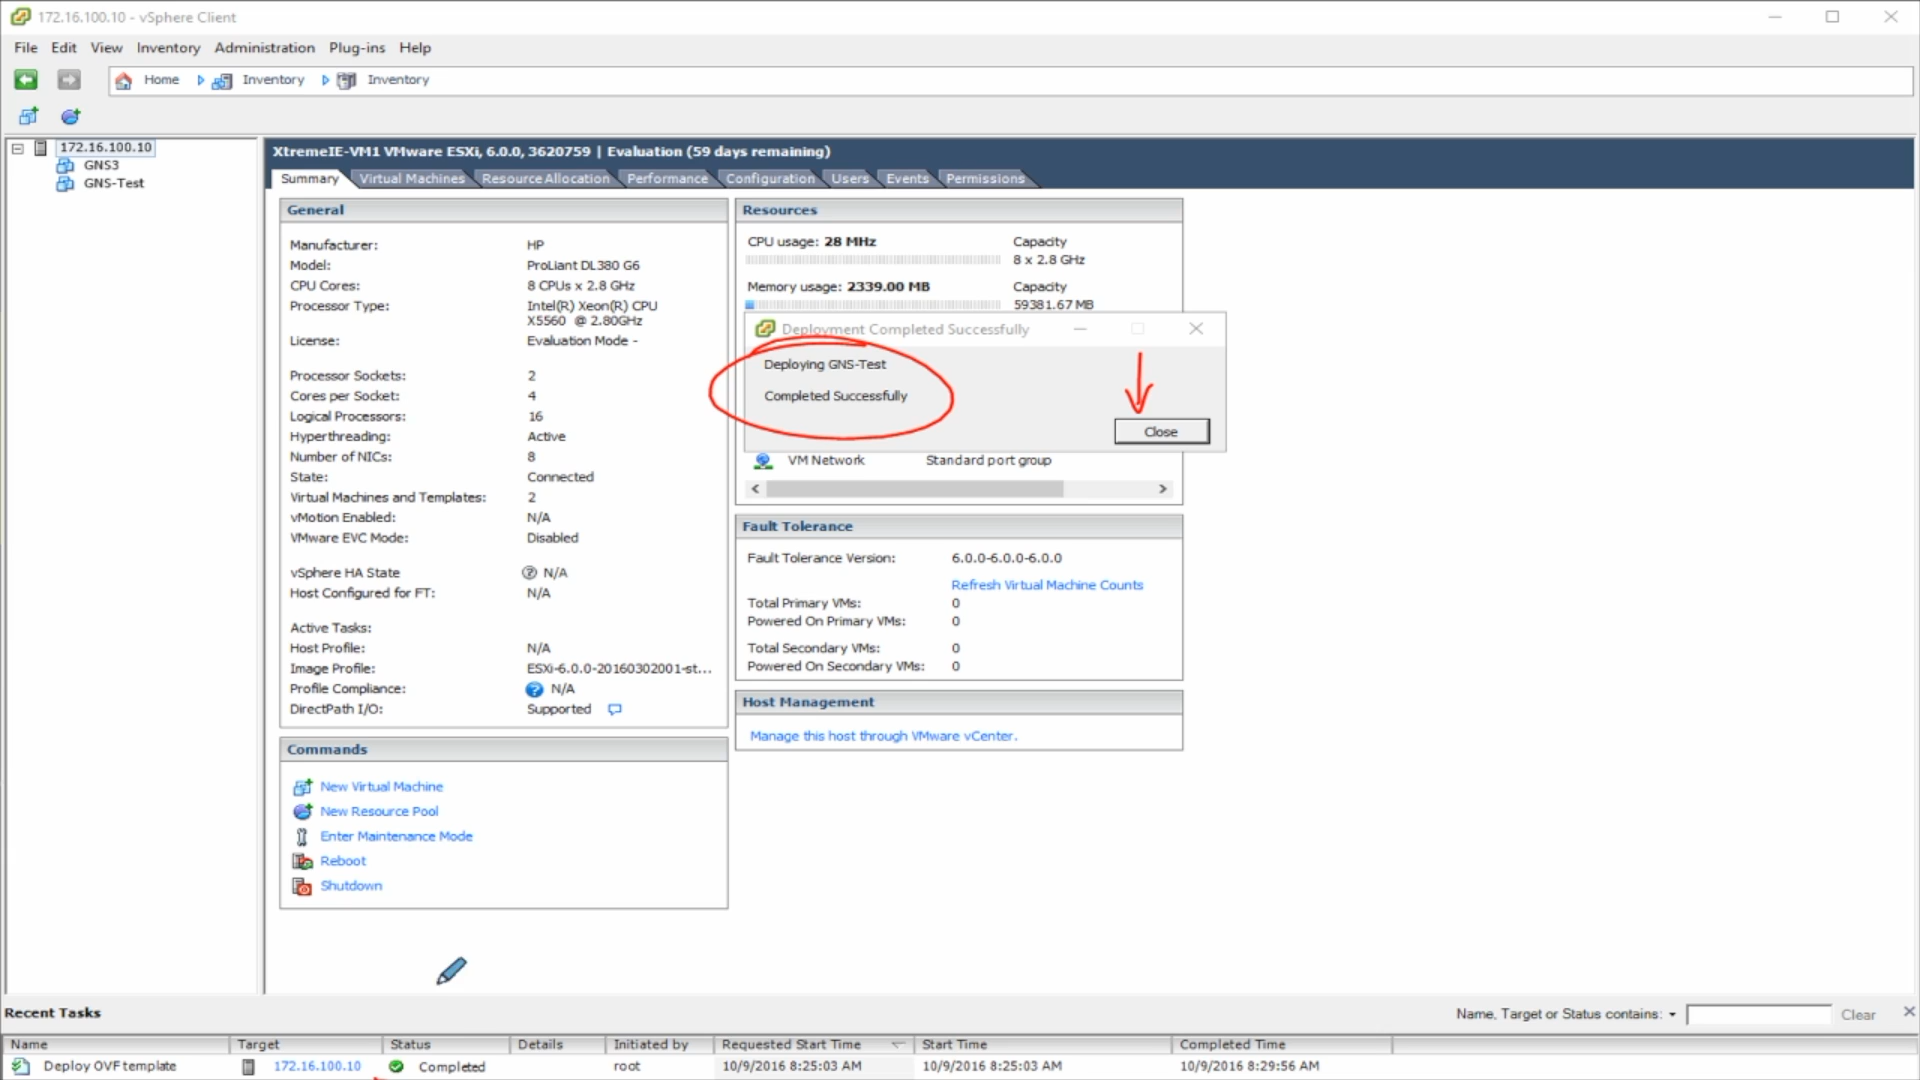 172.16.100.10 - vSphere Client
File Edit View Inventory Administration Plug-ins Help
Home Inventory Inventory
172.16.100.10
GNS3
GNS-Test
XtremeIE-VM1 VMware ESXi, 6.0.0, 3620759 | Evaluation (59 days remaining)
Summary Virtual Machines Resource Allocation Performance Configuration Users Events Permissions
General
Manufacturer: HP
Model: ProLiant DL380 G6
CPU Cores: 8 CPUs x 2.8 GHz
Processor Type: Intel(R) Xeon(R) CPU
X5560 @ 2.80GHz
License: Evaluation Mode -
Processor Sockets: 2
Cores per Socket: 4
Logical Processors: 16
Hyperthreading: Active
Number of NICs: 8
State: Connected
Virtual Machines and Templates: 2
vMotion Enabled: N/A
VMware EVC Mode: Disabled
vSphere HA State N/A
Host Configured for FT: N/A
Active Tasks:
Host Profile: N/A
Image Profile: ESXi-6.0.0-20160302001-st...
Profile Compliance: N/A
DirectPath I/O: Supported
Commands
New Virtual Machine
New Resource Pool
Enter Maintenance Mode
Reboot
Shutdown
Resources
CPU usage: 28 MHz Capacity
8 x 2.8 GHz
Memory usage: 2339.00 MB Capacity
59381.67 MB
Deployment Completed Successfully
Deploying GNS-Test
Completed Successfully
Close
VM Network Standard port group
Fault Tolerance
Fault Tolerance Version: 6.0.0-6.0.0-6.0.0
Refresh Virtual Machine Counts
Total Primary VMs: 0
Powered On Primary VMs: 0
Total Secondary VMs: 0
Powered On Secondary VMs: 0
Host Management
Manage this host through VMware vCenter.
Recent Tasks
Name, Target or Status contains: Clear
Name Target Status Details Initiated by Requested Start Time Start Time Completed Time
Deploy OVF template 172.16.100.10 Completed root 10/9/2016 8:25:03 AM 10/9/2016 8:25:03 AM 10/9/2016 8:29:56 AM